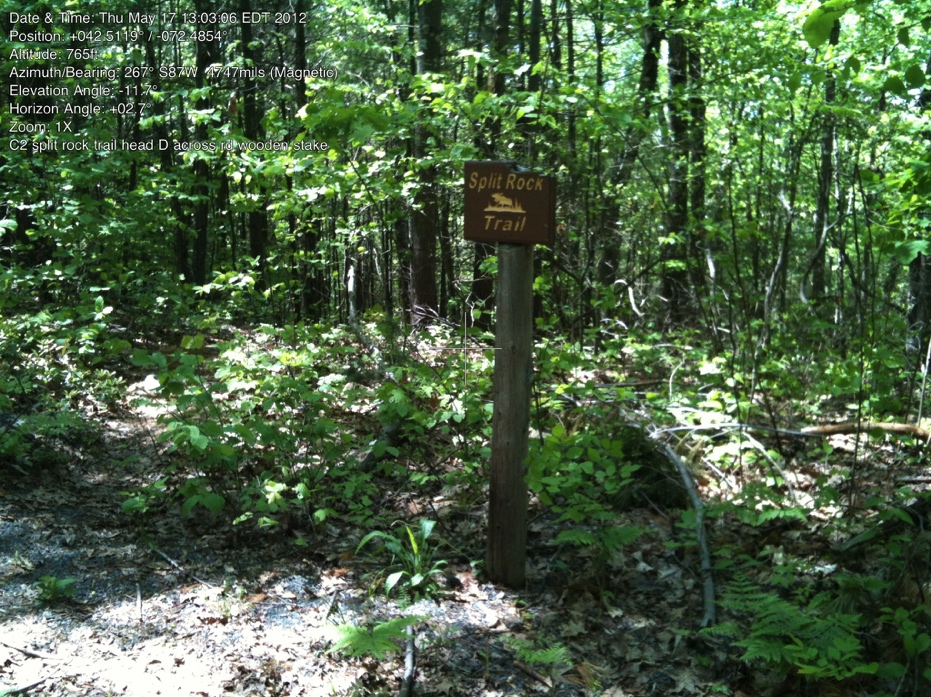 Date & Time: Thu May 17 13:03:06 EDT 2012
Position: +042.5119° / -072.4854°
Altitude: 765ft
Azimuth/Bearing: 267° S87W 4747mils (Magnetic)
Elevation Angle: -11.7°
Horizon Angle: +02.7°
Zoom: 1X
C2 split rock trail head D across rd wooden stake
Split Rock
Trail